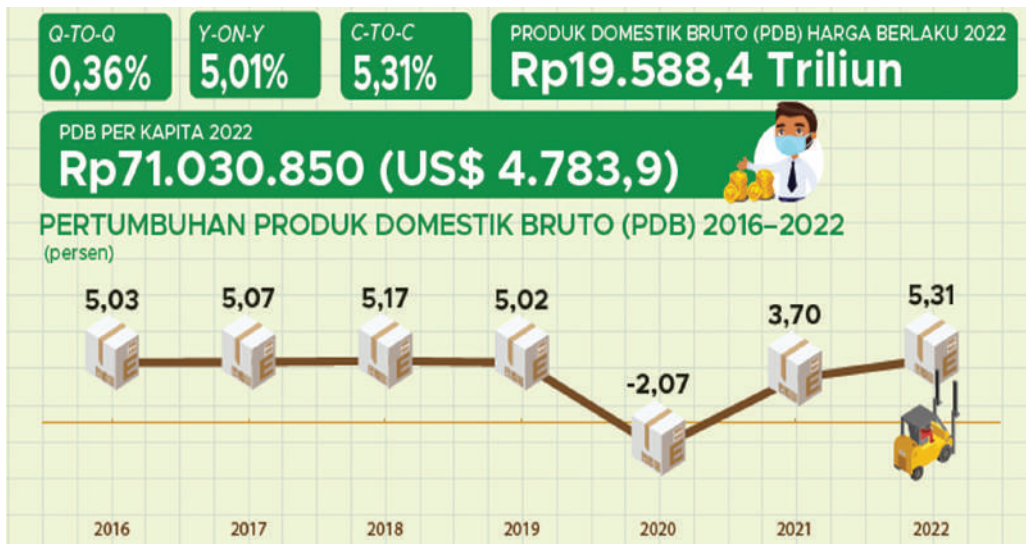 Q-TO-Q
0,36%
Y-ON-Y
5,01%
C-TO-C
5,31%
PRODUK DOMESTIK BRUTO (PDB) HARGA BERLAKU 2022
Rp19.588,4 Triliun
PDB PER KAPITA 2022
Rp71.030.850 (US$ 4.783,9)
PERTUMBUHAN PRODUK DOMESTIK BRUTO (PDB) 2016–2022
(persen)
5,03
5,07
5,17
5,02
-2,07
3,70
5,31
2016
2017
2018
2019
2020
2021
2022